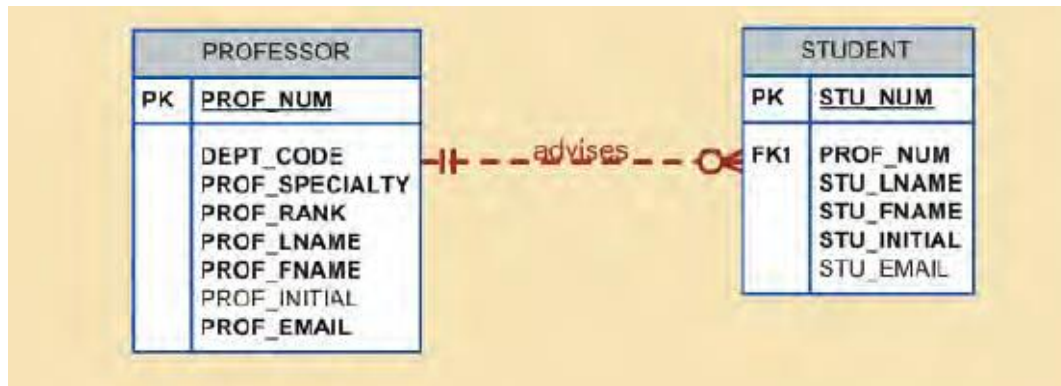 PROFESSOR
PK PROF_NUM
DEPT_CODE
PROF_SPECIALTY
PROF_RANK
PROF_LNAME
PROF_FNAME
PROF_INITIAL
PROF_EMAIL
advises
STUDENT
PK STU_NUM
FK1 PROF_NUM
STU_LNAME
STU_FNAME
STU_INITIAL
STU_EMAIL